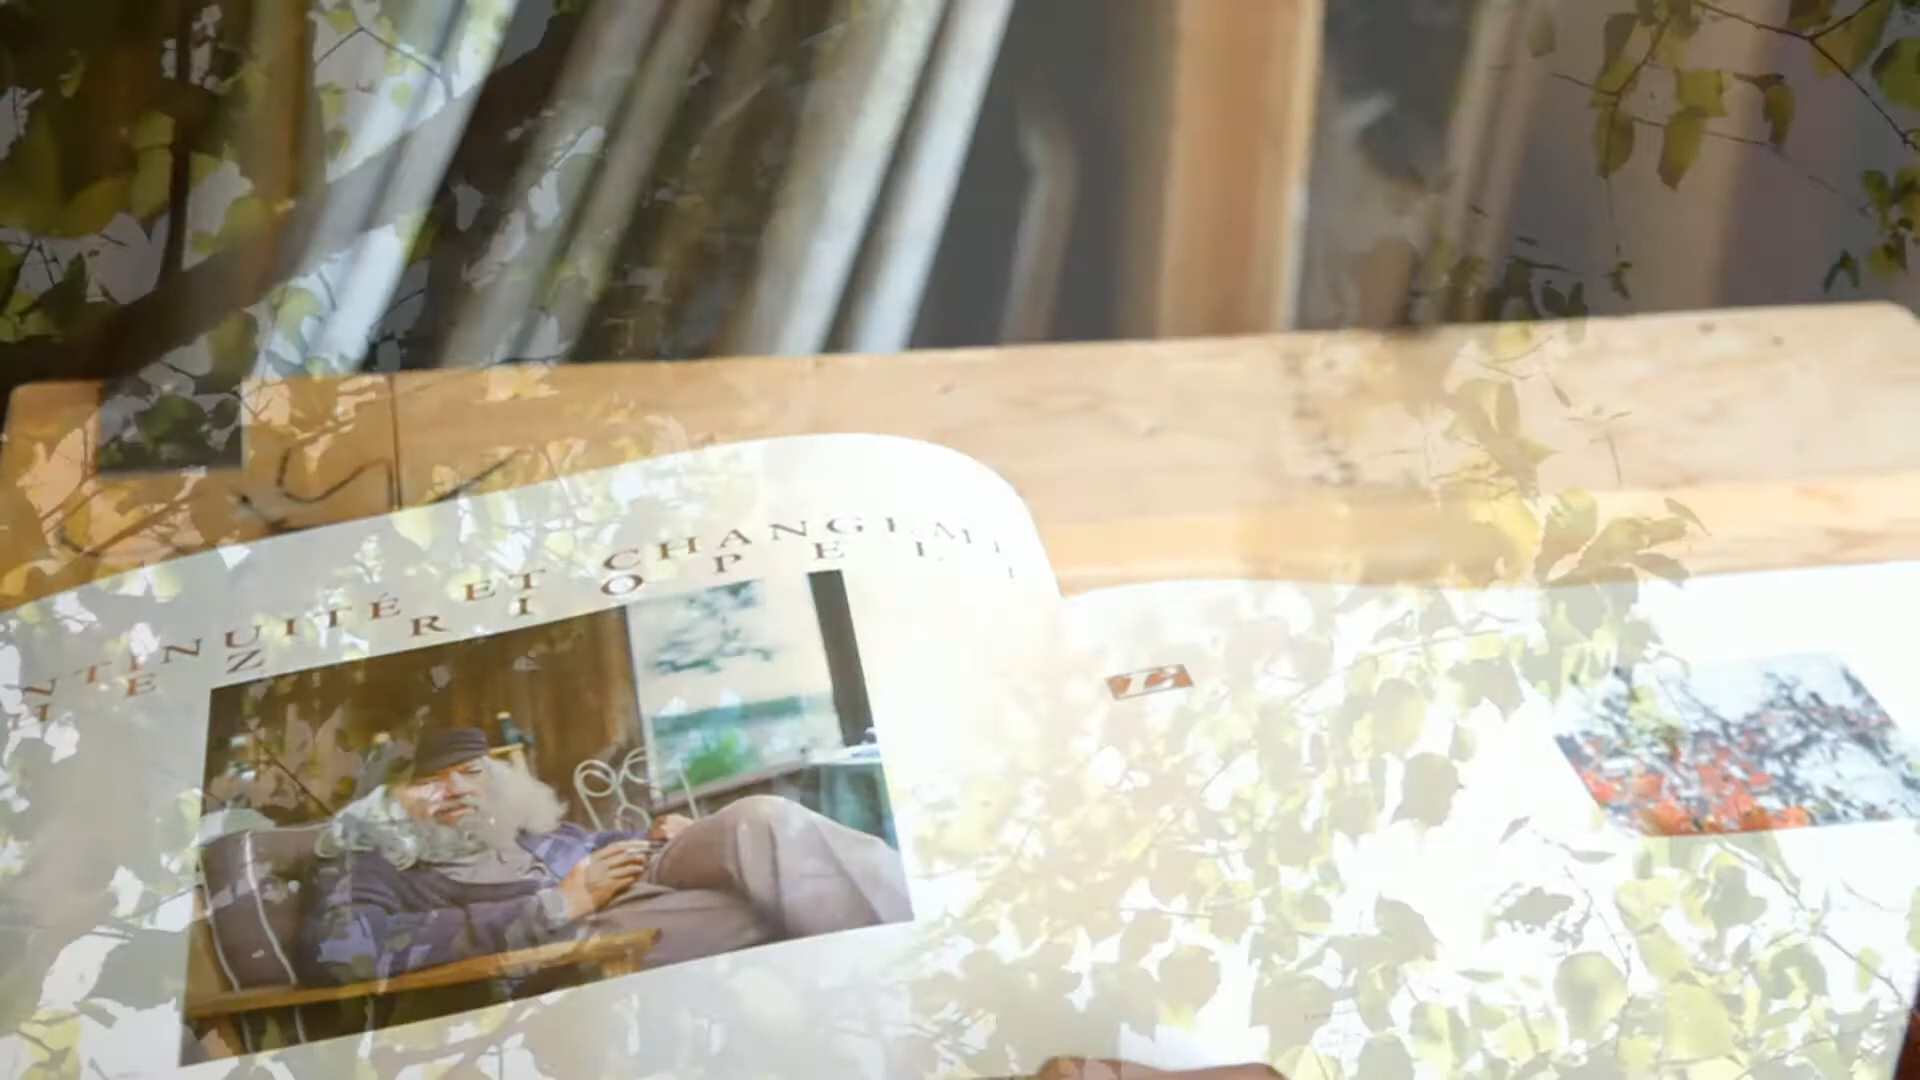 NTINUITÉ ET CHANGEM
H E Z R I O P E L
L